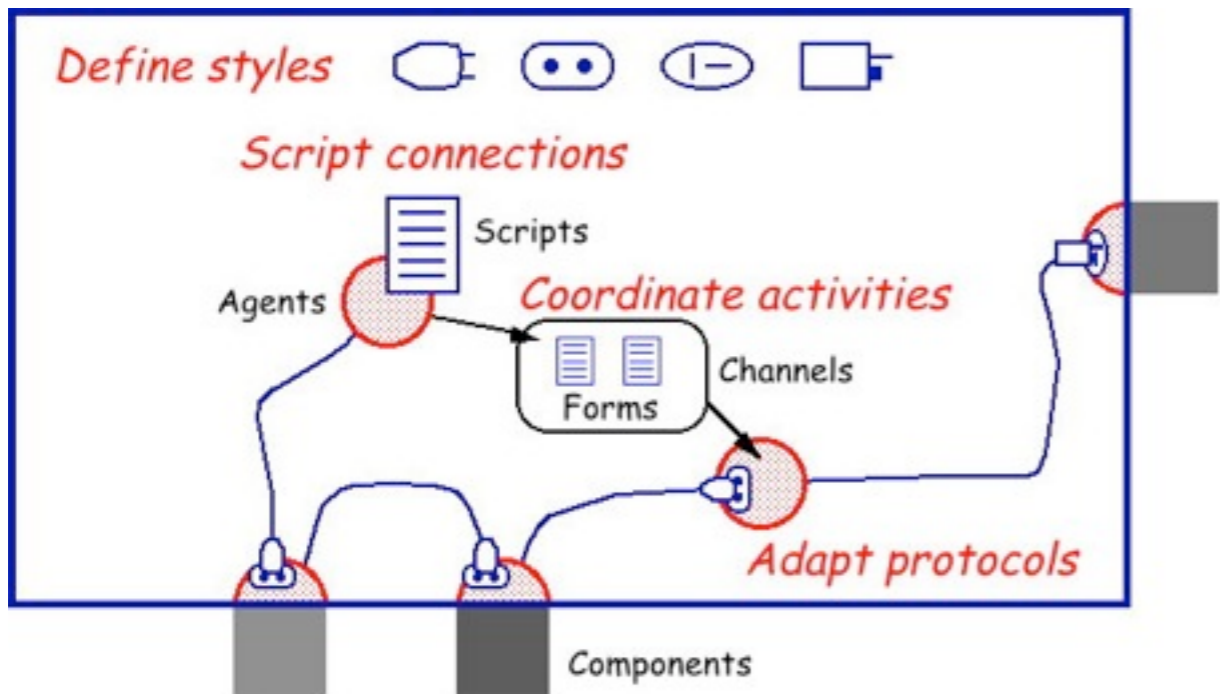 Define styles
Script connections
Scripts
Agents
Coordinate activities
Channels
Forms
Adapt protocols
Components